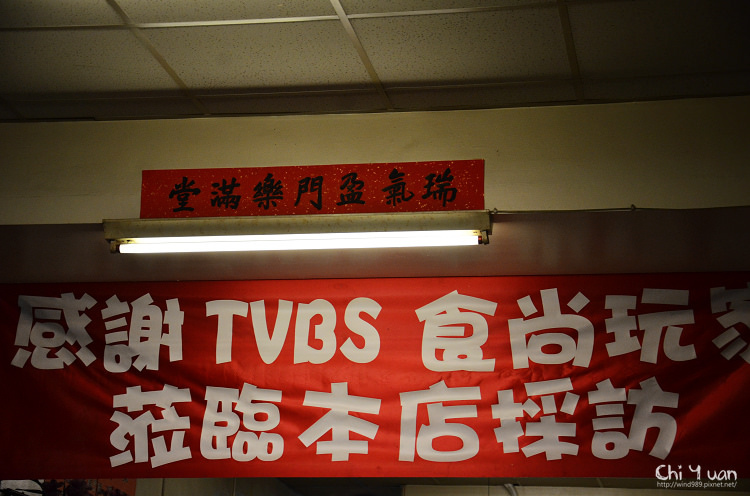 瑞氣盈門樂滿堂
感謝 TVBS 食尚玩家
蒞臨本店採訪
Chi Yuan
http://wind989.pixnet.net/